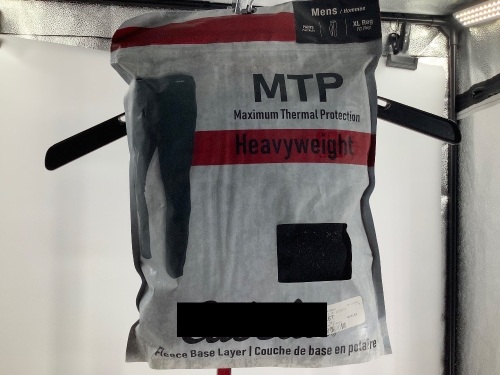 Mens / Hommes
XL Reg
MTP
Maximum Thermal Protection
Heavyweight
Fleece Base Layer | Couche de base en polaire